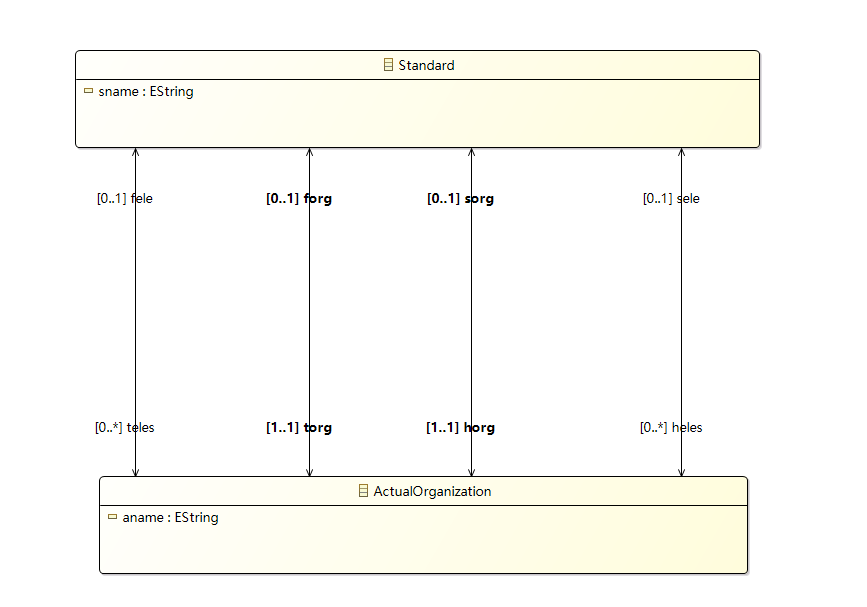 Standard
sname : EString
[0..1] fele
[0..1] forg
[0..1] sorg
[0..1] sele
[0..*] teles
[1..1] torg
[1..1] horg
[0..*] heles
ActualOrganization
aname : EString